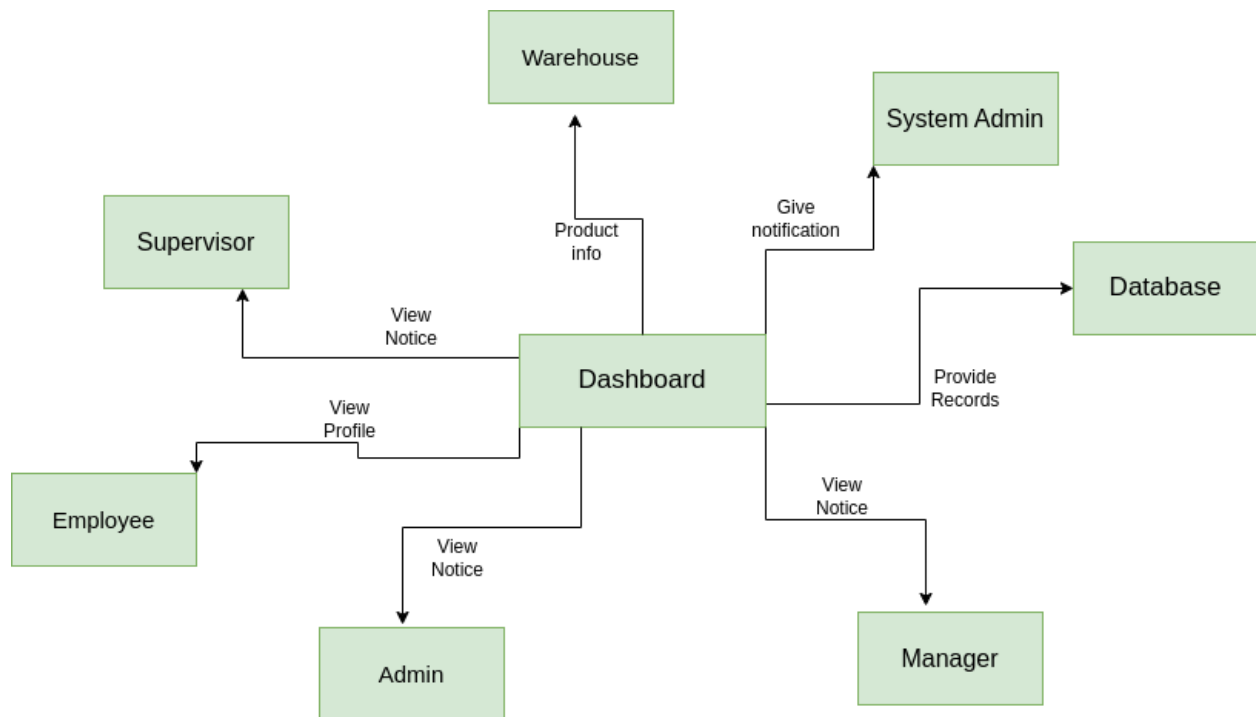 Warehouse
System Admin
Give
notification
Product
info
Supervisor
Database
View
Notice
Dashboard
Provide
Records
View
Profile
View
Notice
Employee
View
Notice
Manager
Admin